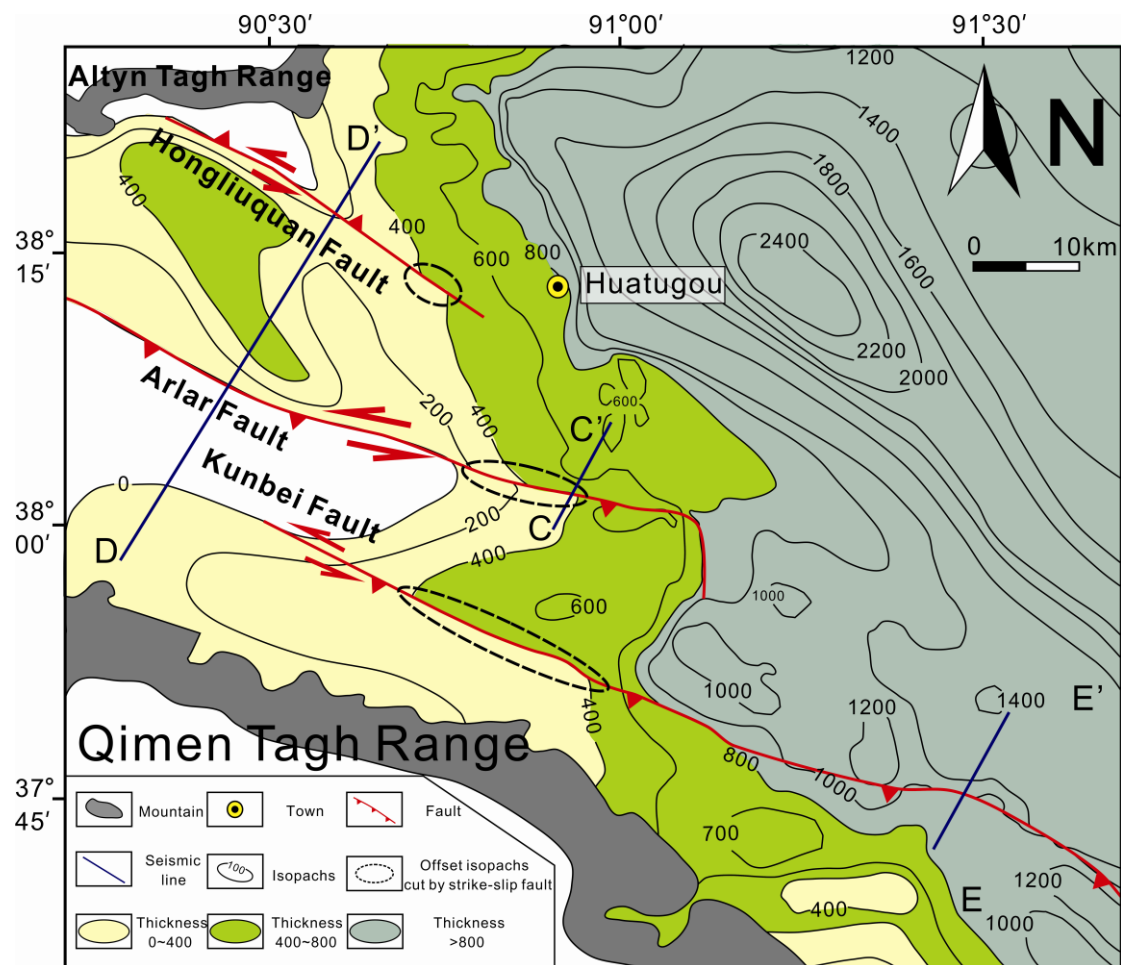 90°30′
91°00′
91°30′
Altyn Tagh Range
1200
1400
N
D'
Hongliuquan Fault
1800
400
400
600
800
2400
1600
38°
15′
0
10km
Huatugou
2200
2000
Arlar Fault
200
400
600
C'
Kunbei Fault
0
200
C
38°
00′
D
400
600
1000
1000
1200
1400
E'
400
Qimen Tagh Range
800
1000
37°
45′
700
E
400
1200
1000
Mountain
Town
Fault
Seismic
line
100
Isopachs
Offset isopachs
cut by strike-slip fault
Thickness
0~400
Thickness
400~800
Thickness
>800